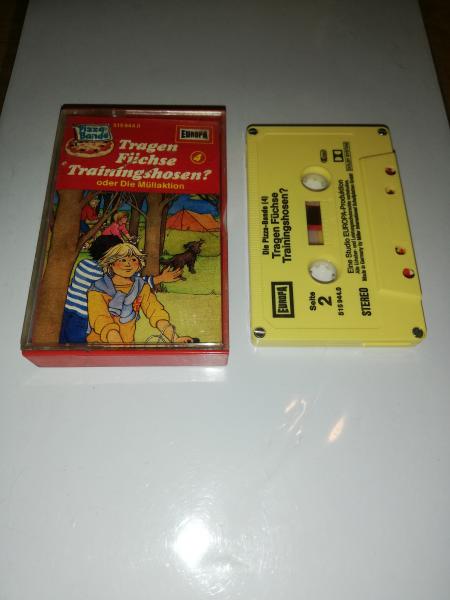 Pizza-
Bande
515 944.0
EUROPA
Tragen
Füchse
4
Trainingshosen?
oder Die Müllaktion
Die Pizza-Bande (4)
Tragen Füchse
Trainingshosen?
EUROPA
Seite
2
515 944.0
STEREO
Eine Studio EUROPA-Produktion